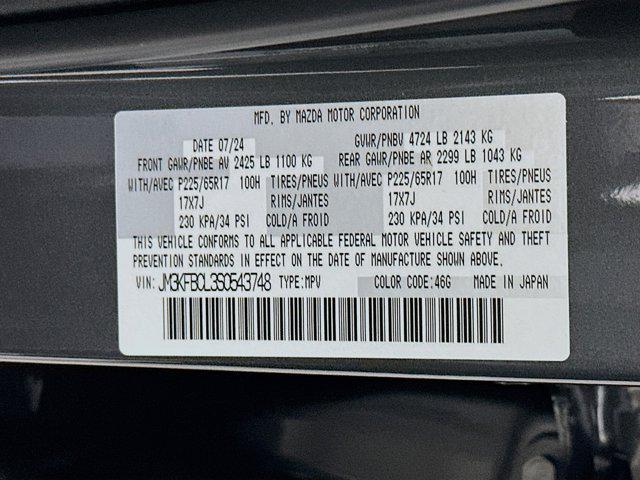 MFD. BY MAZDA MOTOR CORPORATION
DATE 07/24 GVWR/PNBV 4724 LB 2143 KG
FRONT GAWR/PNBE AV 2425 LB 1100 KG REAR GAWR/PNBE AR 2299 LB 1043 KG
WITH/AVEC P225/65R17 100H TIRES/PNEUS WITH/AVEC P225/65R17 100H TIRES/PNEUS
17X7J RIMS/JANTES 17X7J RIMS/JANTES
230 KPA/34 PSI COLD/A FROID 230 KPA/34 PSI COLD/A FROID
THIS VEHICLE CONFORMS TO ALL APPLICABLE FEDERAL MOTOR VEHICLE SAFETY AND THEFT
PREVENTION STANDARDS IN EFFECT ON THE DATE OF MANUFACTURE SHOWN ABOVE.
VIN: JM3KFBCL3S0543748 TYPE:MPV COLOR CODE:46G MADE IN JAPAN